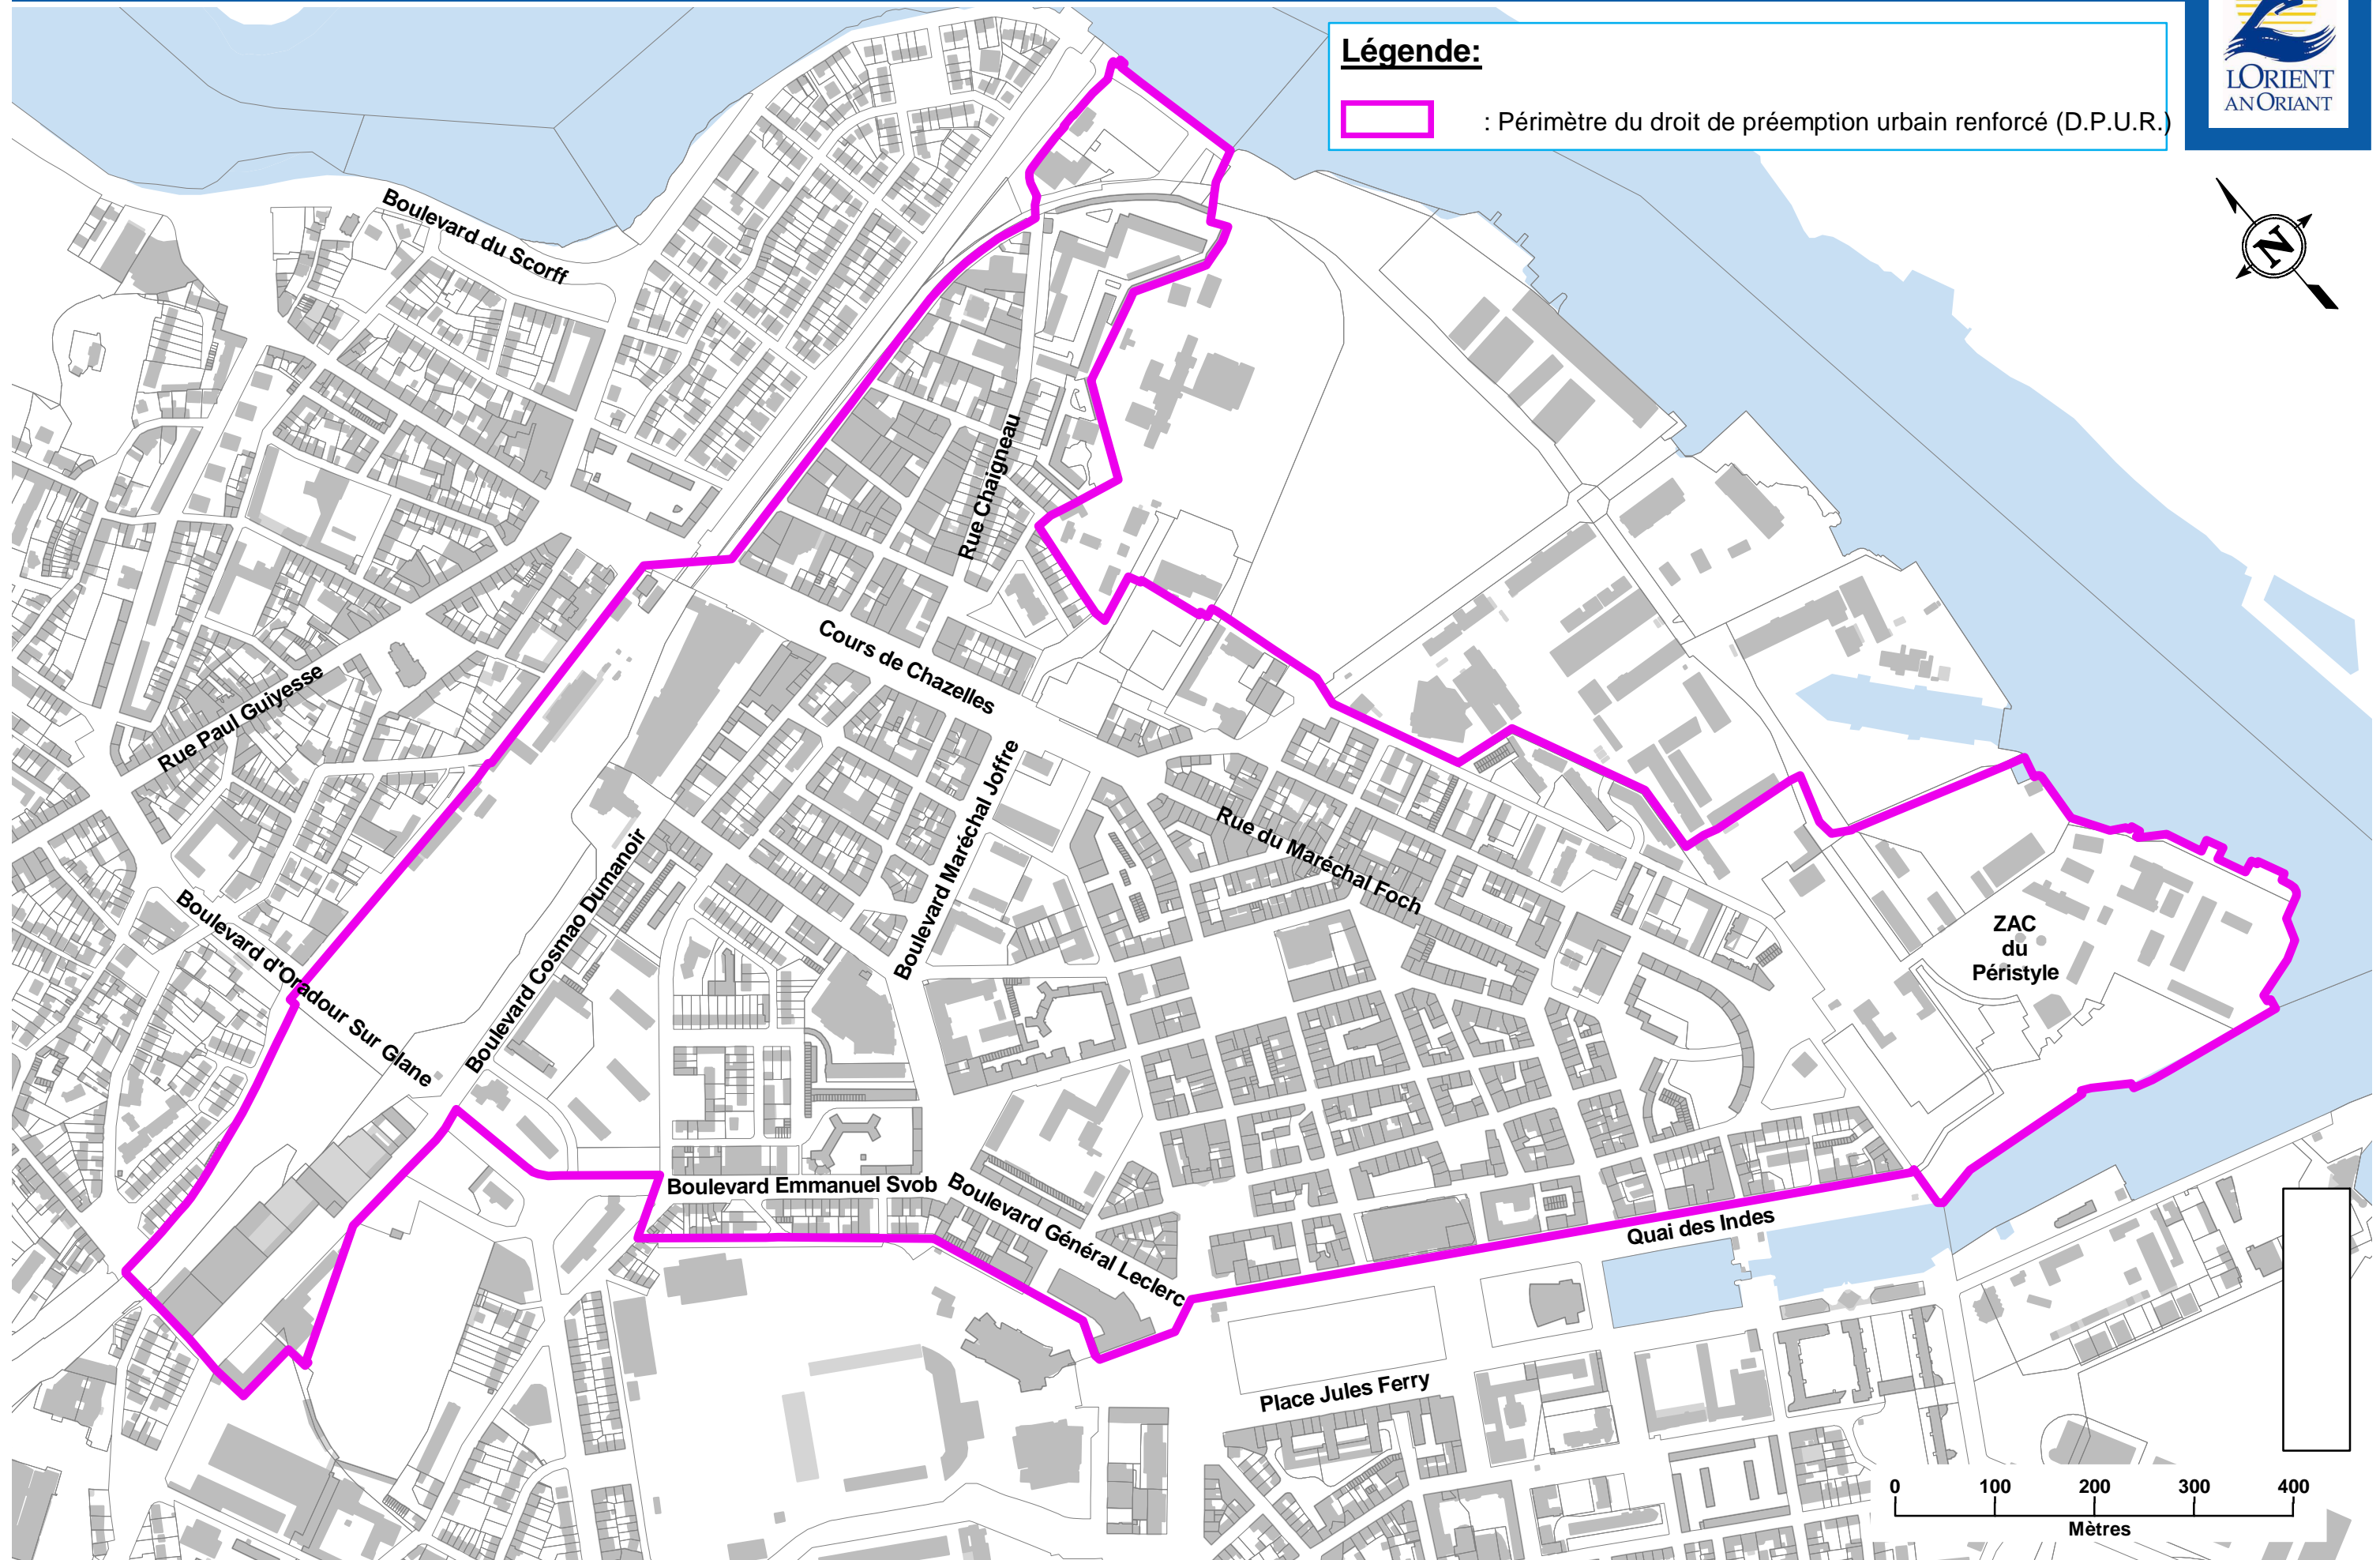 Légende:
: Périmètre du droit de préemption urbain renforcé (D.P.U.R.)
LORIENT
AN ORIANT
N
Boulevard du Scorff
Rue Chaigneau
Cours de Chazelles
Rue Paul Guiyesse
Boulevard Maréchal Joffre
Rue du Maréchal Foch
Boulevard Cosmao Dumanoir
Boulevard d'Oradour Sur Glane
ZAC
du
Péristyle
Boulevard Emmanuel Svob
Boulevard Général Leclerc
Quai des Indes
Place Jules Ferry
0 100 200 300 400
Mètres